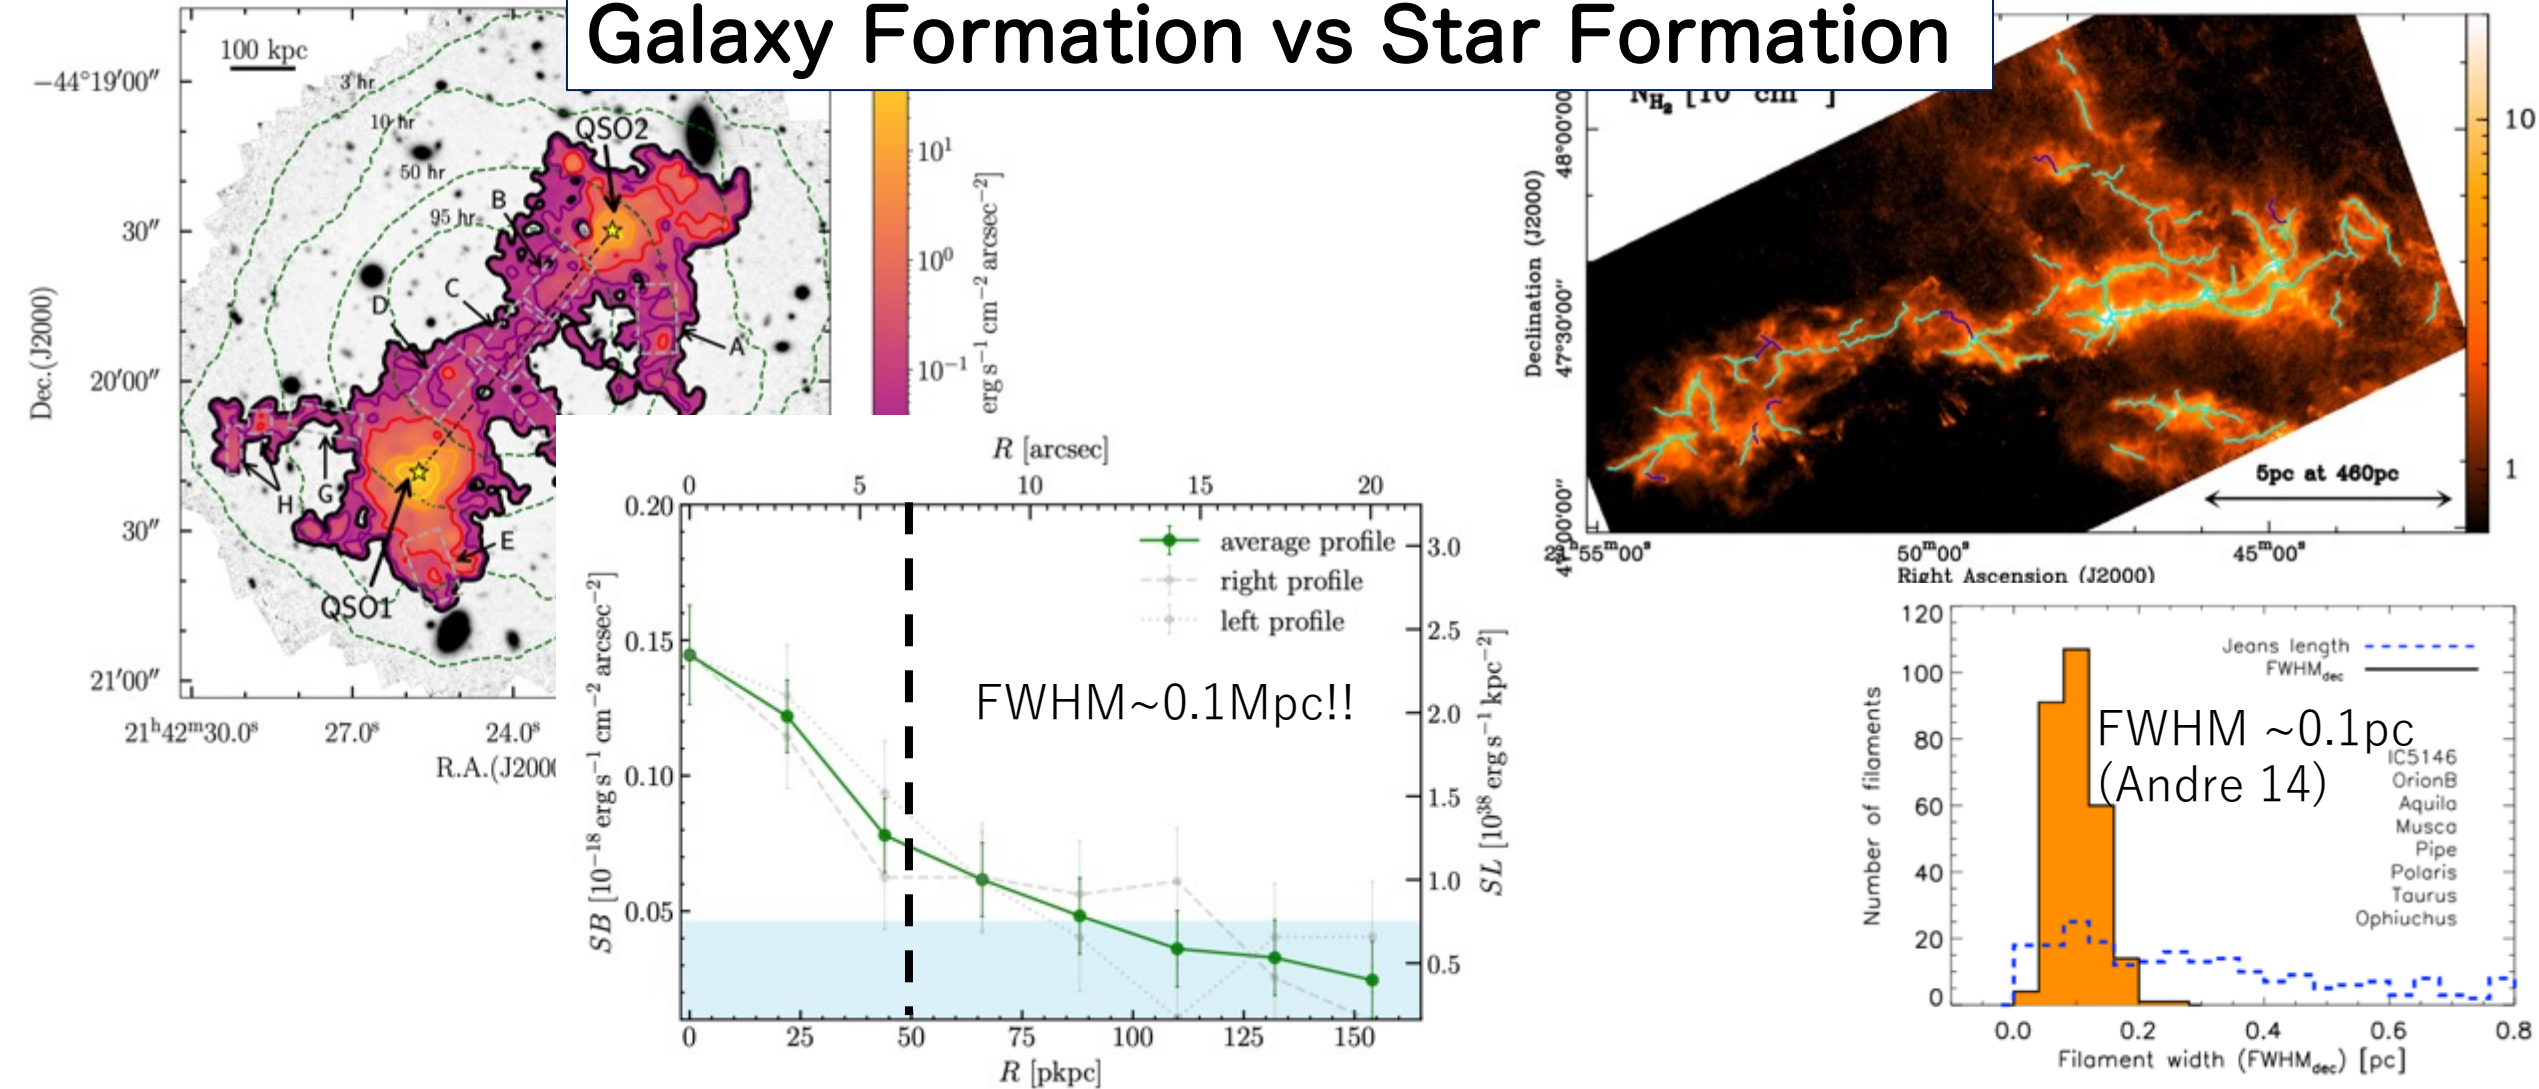 Galaxy Formation vs Star Formation
100 kpc
3 hr
10 hr
50 hr
95 hr
QSO2
B
C
D
A
H
G
E
QSO1
−44°19′00″
30″
20′00″
30″
21′00″
Dec.(J2000)
21ʰ42ᵐ30.0ˢ
27.0ˢ
24.0ˢ
10¹
10⁰
10⁻¹
erg s⁻¹ cm⁻² arcsec⁻²]
R [arcsec]
0
5
10
15
20
0.20
0.15
0.10
0.05
SB [10⁻¹⁸ erg s⁻¹ cm⁻² arcsec⁻²]
average profile
right profile
left profile
FWHM~0.1Mpc!!
3.0
2.5
2.0
1.5
1.0
0.5
SL [10³⁸ erg s⁻¹ kpc⁻²]
0
25
50
75
100
125
150
R [pkpc]
Declination (J2000)
48°00′00″
47°30′00″
5pc at 460pc
50ᵐ00ˢ
45ᵐ00ˢ
Right Ascension (J2000)
10
1
120
100
80
60
40
20
0
Number of filaments
Jeans length
FWHM_dec
FWHM ~0.1pc
(Andre 14)
IC5146
OrionB
Aquila
Musca
Pipe
Polaris
Taurus
Ophiuchus
0.0
0.2
0.4
0.6
0.8
Filament width (FWHM_dec) [pc]